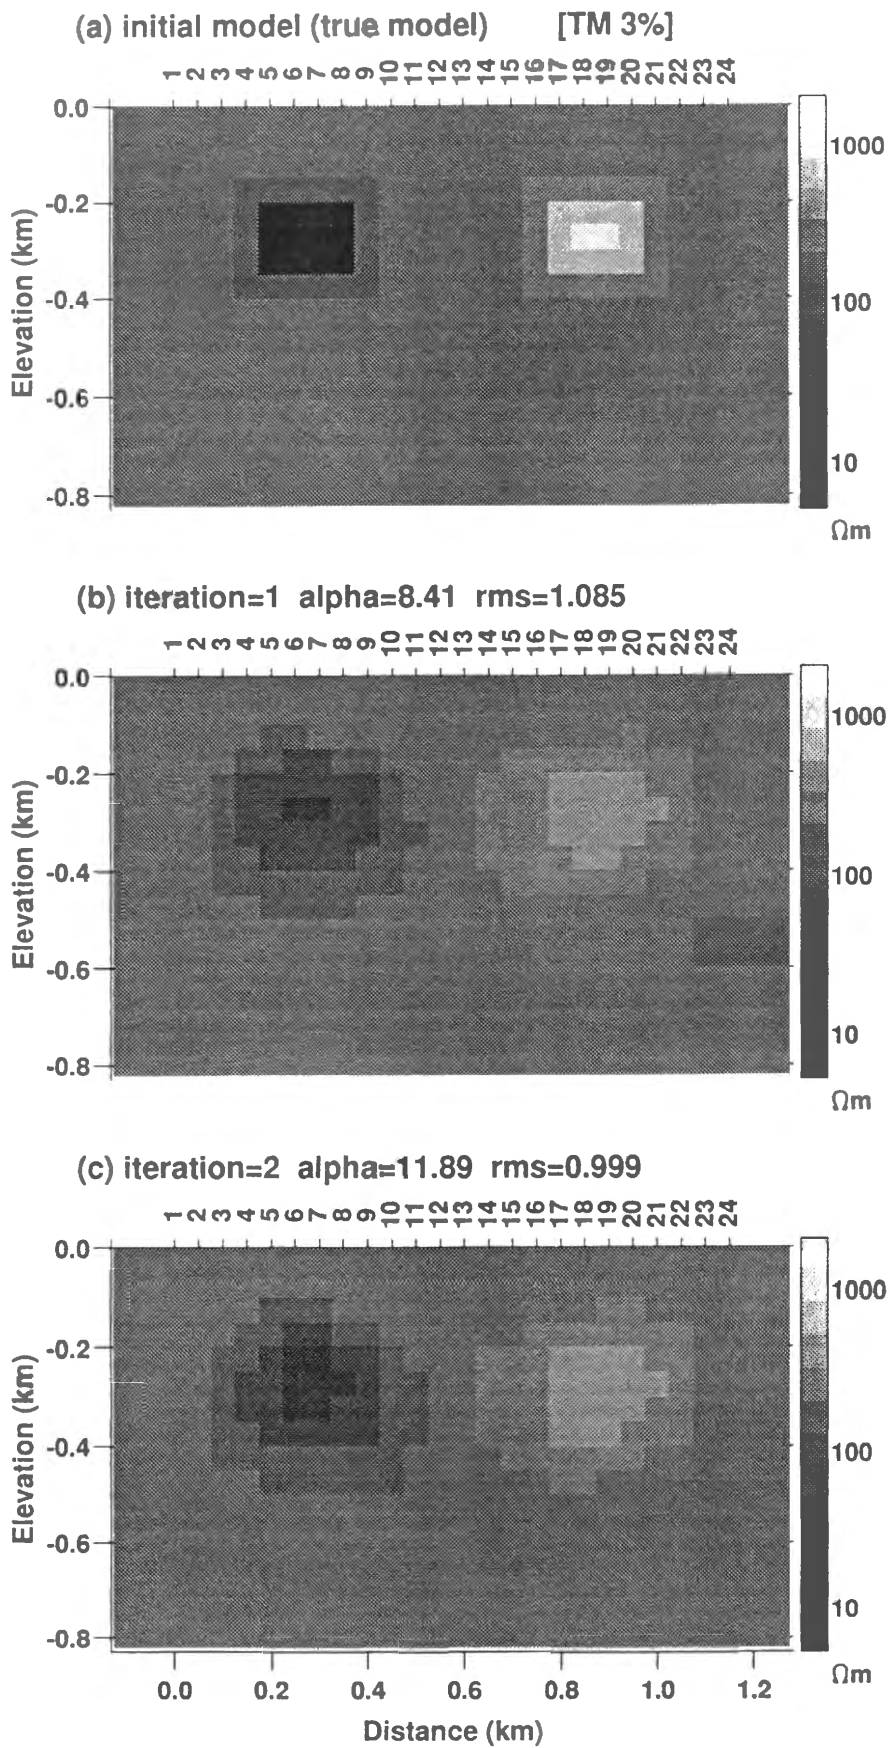 (a) initial model (true model) [TM 3%]
1 2 3 4 5 6 7 8 9 10 11 12 13 14 15 16 17 18 19 20 21 22 23 24
0.0
-0.2
-0.4
-0.6
-0.8
Elevation (km)
1000
100
10
Ωm
(b) iteration=1 alpha=8.41 rms=1.085
1 2 3 4 5 6 7 8 9 10 11 12 13 14 15 16 17 18 19 20 21 22 23 24
0.0
-0.2
-0.4
-0.6
-0.8
Elevation (km)
1000
100
10
Ωm
(c) iteration=2 alpha=11.89 rms=0.999
1 2 3 4 5 6 7 8 9 10 11 12 13 14 15 16 17 18 19 20 21 22 23 24
0.0
-0.2
-0.4
-0.6
-0.8
Elevation (km)
1000
100
10
Ωm
0.0 0.2 0.4 0.6 0.8 1.0 1.2
Distance (km)